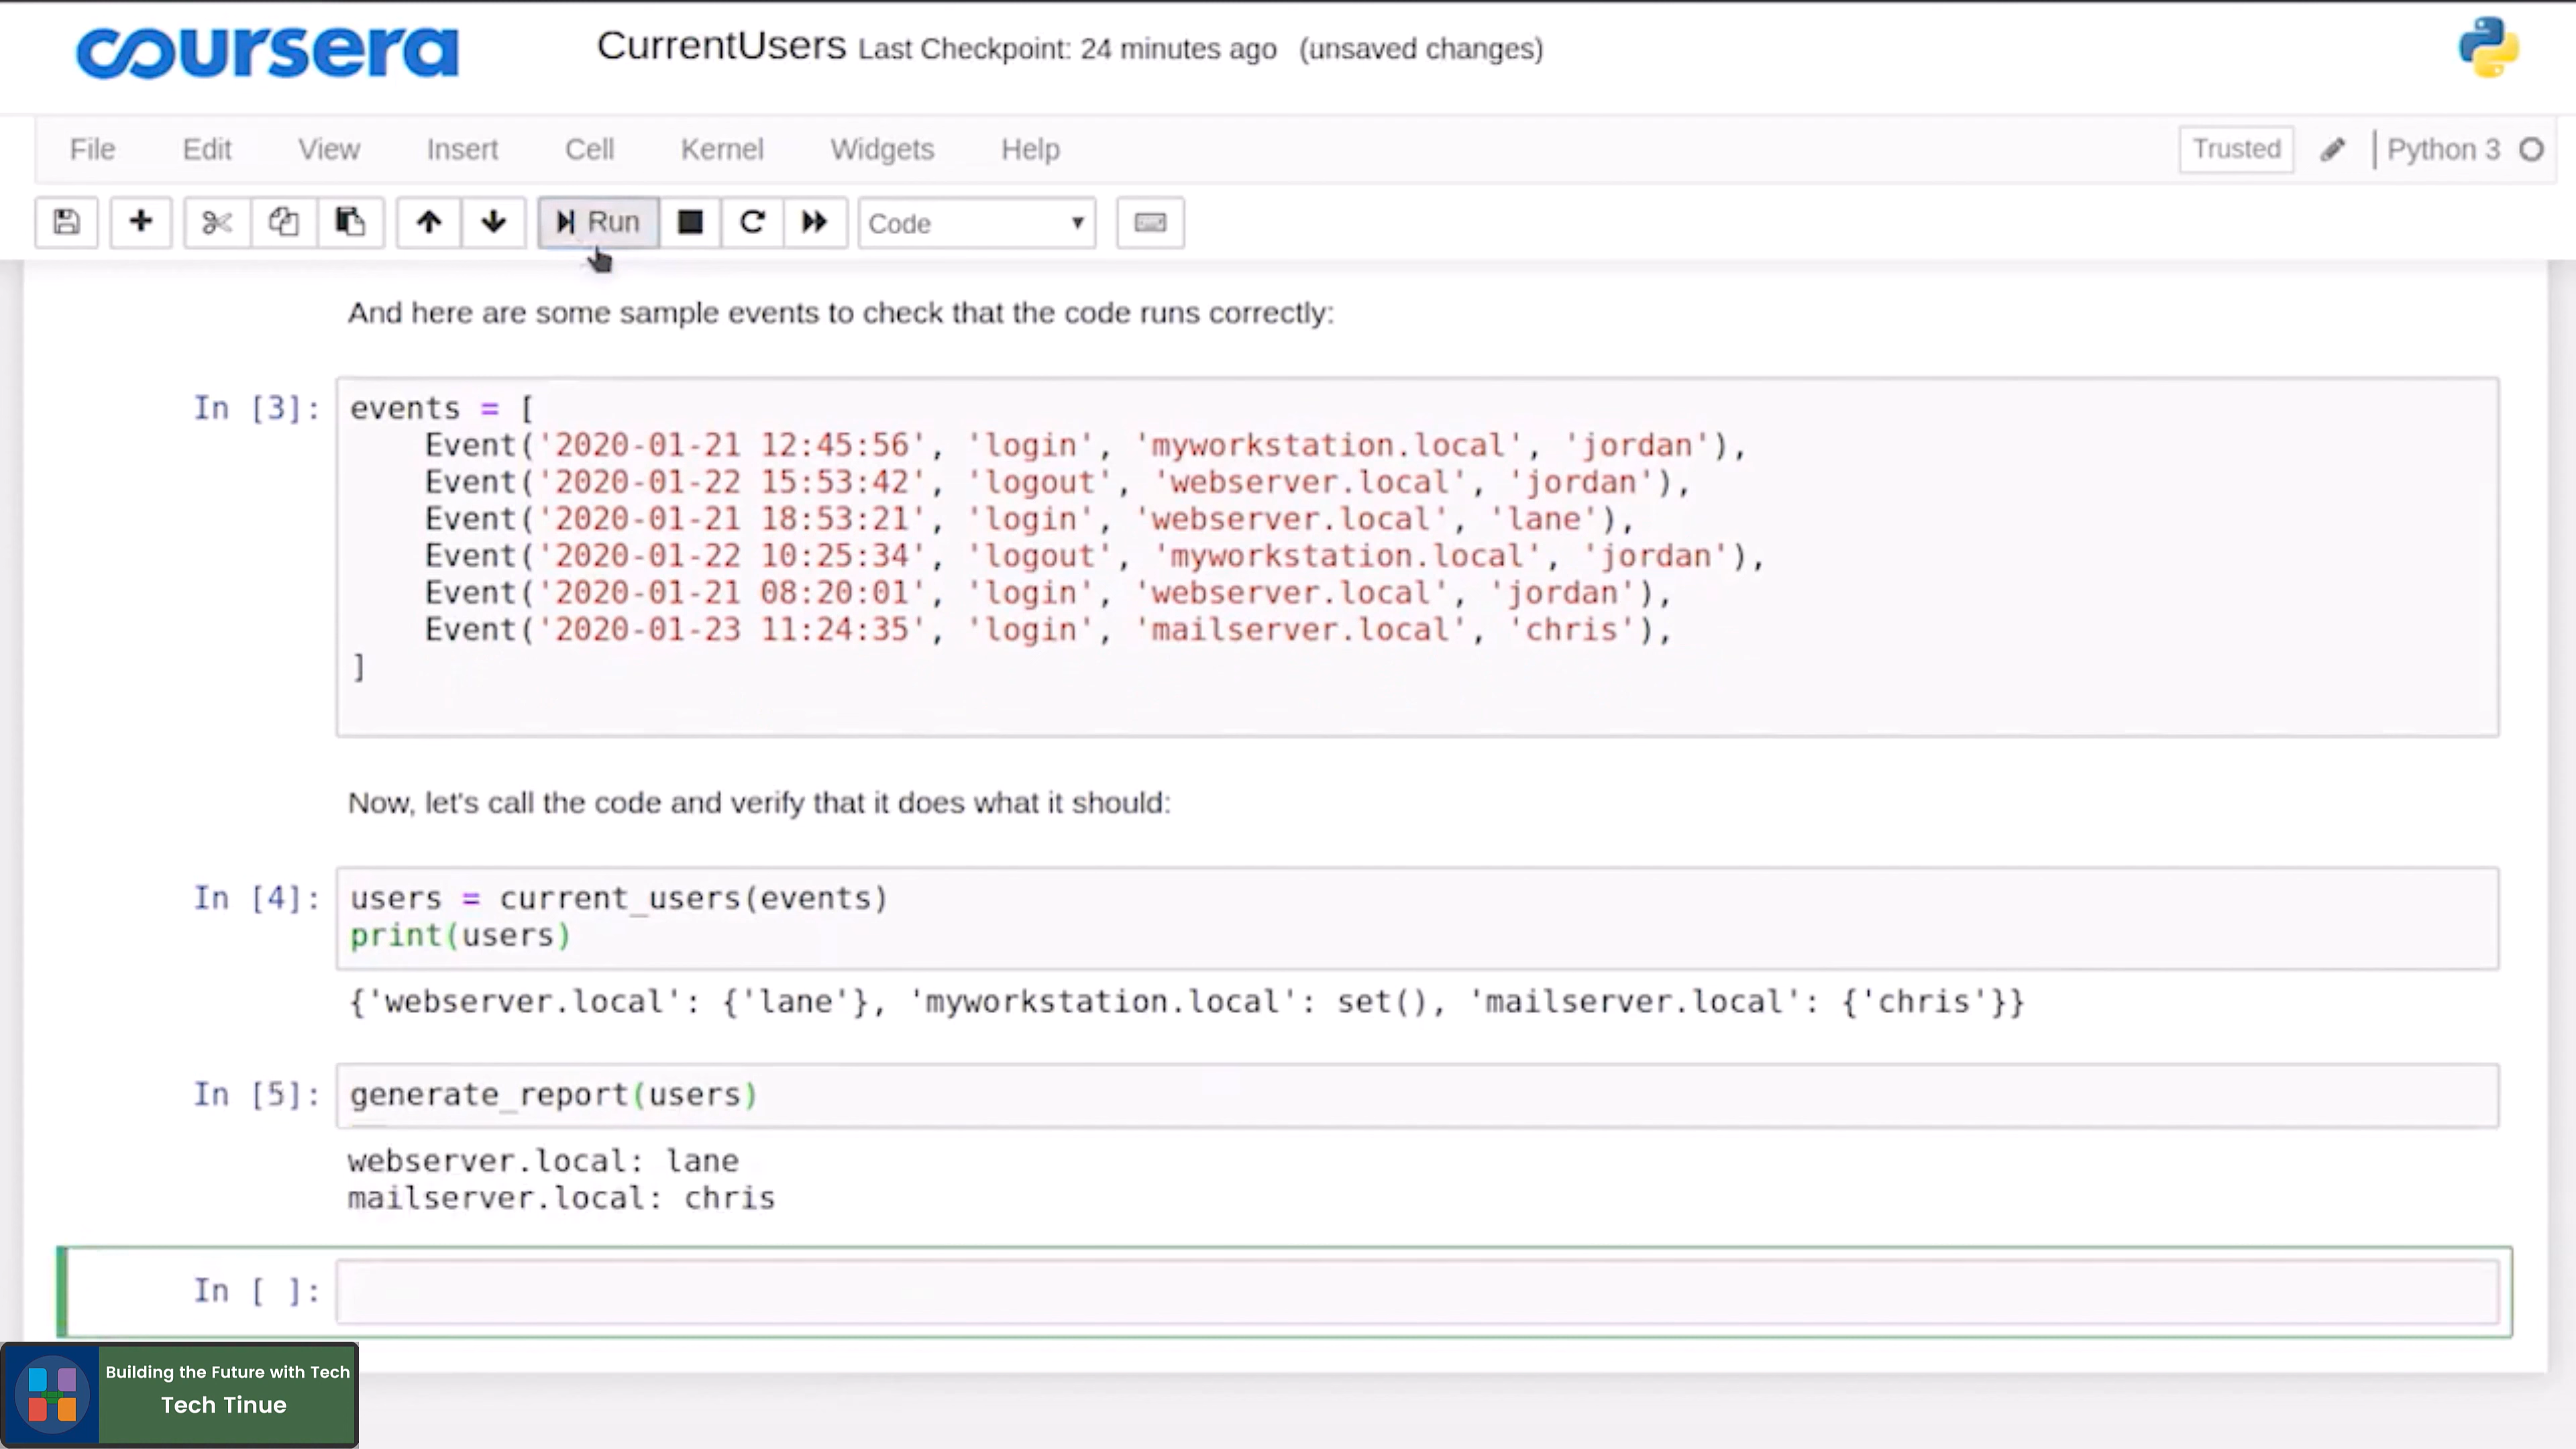 coursera
CurrentUsers Last Checkpoint: 24 minutes ago (unsaved changes)
File Edit View Insert Cell Kernel Widgets Help Trusted Python 3
Run Code
And here are some sample events to check that the code runs correctly:
In [3]: events = [
Event('2020-01-21 12:45:56', 'login', 'myworkstation.local', 'jordan'),
Event('2020-01-22 15:53:42', 'logout', 'webserver.local', 'jordan'),
Event('2020-01-21 18:53:21', 'login', 'webserver.local', 'lane'),
Event('2020-01-22 10:25:34', 'logout', 'myworkstation.local', 'jordan'),
Event('2020-01-21 08:20:01', 'login', 'webserver.local', 'jordan'),
Event('2020-01-23 11:24:35', 'login', 'mailserver.local', 'chris'),
]
Now, let's call the code and verify that it does what it should:
In [4]: users = current_users(events)
print(users)
{'webserver.local': {'lane'}, 'myworkstation.local': set(), 'mailserver.local': {'chris'}}
In [5]: generate_report(users)
webserver.local: lane
mailserver.local: chris
In [ ]:
Building the Future with Tech
Tech Tinue